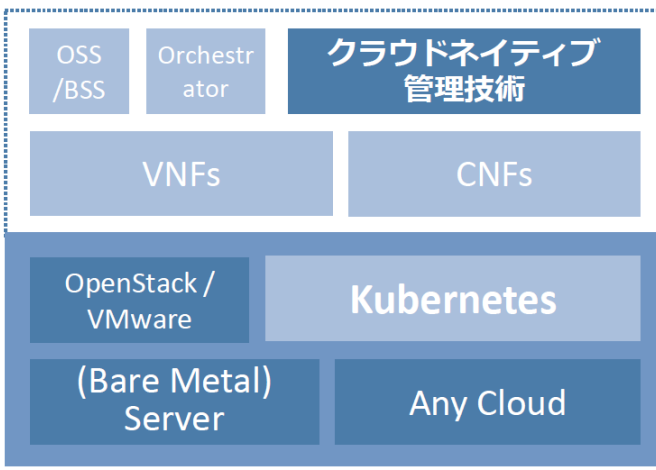 OSS
/BSS
Orchestr
ator
クラウドネイティブ
管理技術
VNFs
CNFs
OpenStack /
VMware
Kubernetes
(Bare Metal)
Server
Any Cloud